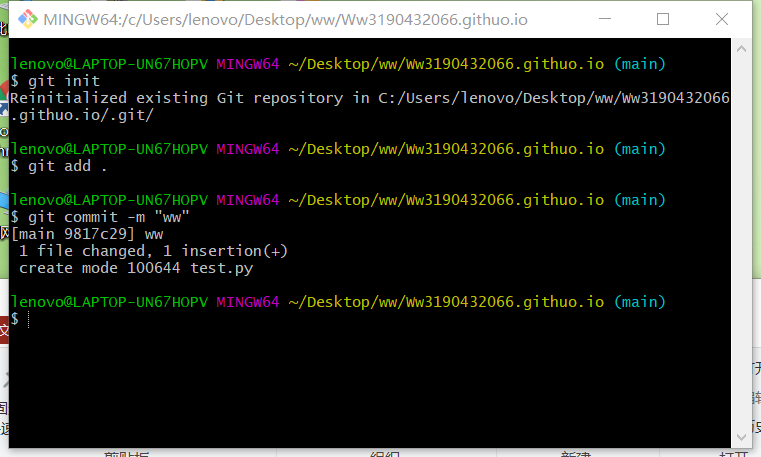 MINGW64:/c/Users/lenovo/Desktop/ww/Ww3190432066.githuo.io
lenovo@LAPTOP-UN67HOPV MINGW64 ~/Desktop/ww/Ww3190432066.githuo.io (main)
$ git init
Reinitialized existing Git repository in C:/Users/lenovo/Desktop/ww/Ww3190432066
.githuo.io/.git/
lenovo@LAPTOP-UN67HOPV MINGW64 ~/Desktop/ww/Ww3190432066.githuo.io (main)
$ git add .
lenovo@LAPTOP-UN67HOPV MINGW64 ~/Desktop/ww/Ww3190432066.githuo.io (main)
$ git commit -m "ww"
[main 9817c29] ww
 1 file changed, 1 insertion(+)
 create mode 100644 test.py
lenovo@LAPTOP-UN67HOPV MINGW64 ~/Desktop/ww/Ww3190432066.githuo.io (main)
$